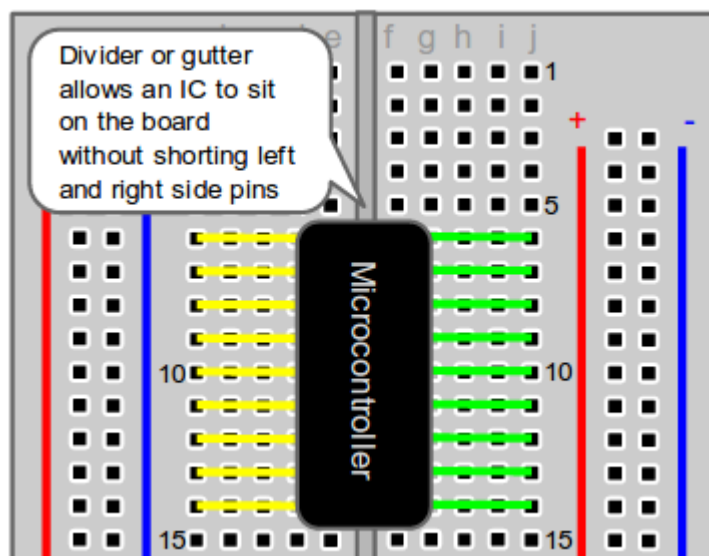 e f g h i j
Divider or gutter
allows an IC to sit
on the board
without shorting left
and right side pins
1
+ -
5
Microcontroller
10 10
15 15